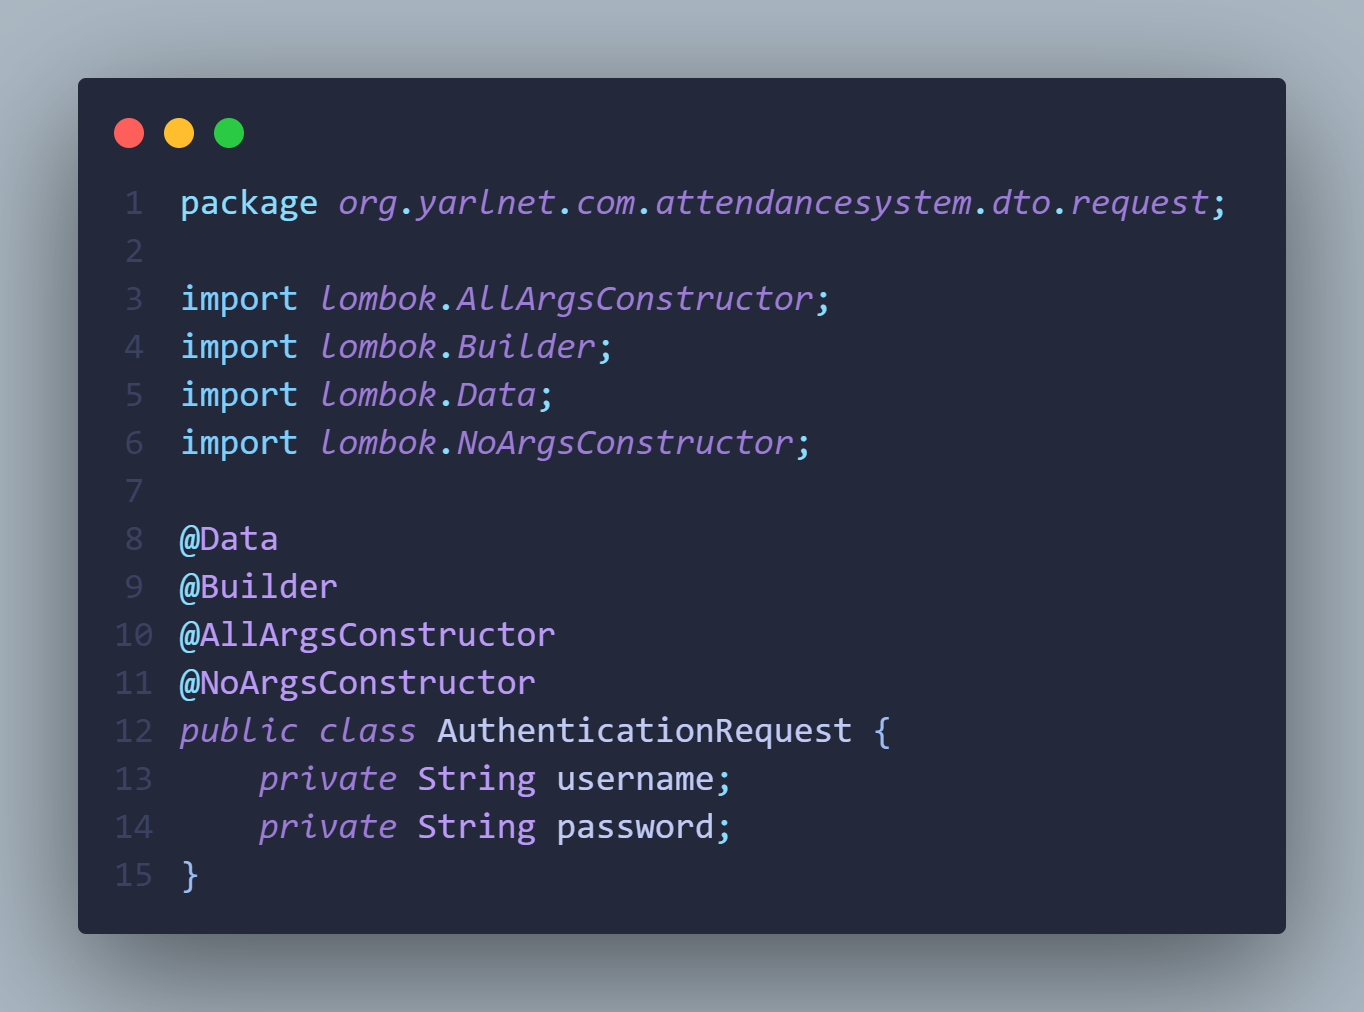 1 package org.yarlnet.com.attendancesystem.dto.request;
2
3 import lombok.AllArgsConstructor;
4 import lombok.Builder;
5 import lombok.Data;
6 import lombok.NoArgsConstructor;
7
8 @Data
9 @Builder
10 @AllArgsConstructor
11 @NoArgsConstructor
12 public class AuthenticationRequest {
13     private String username;
14     private String password;
15 }